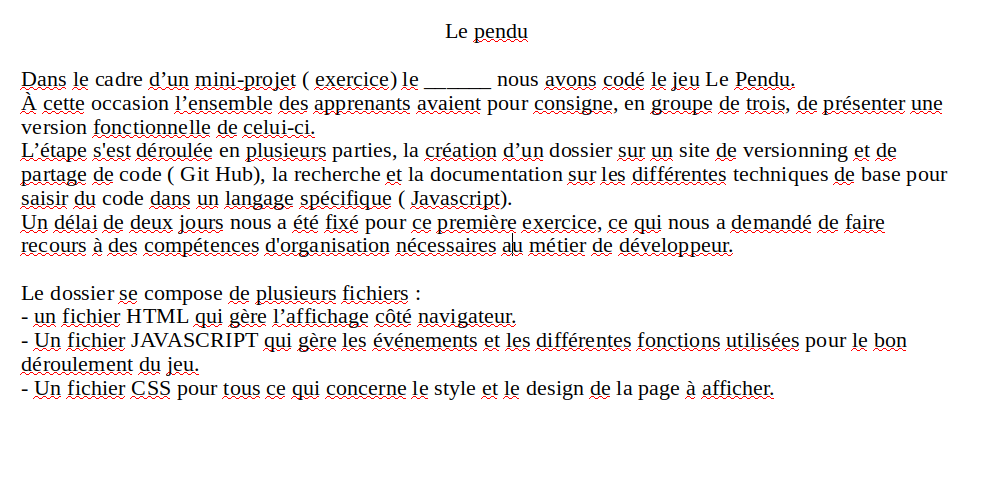 Le pendu
Dans le cadre d’un mini-projet ( exercice) le ______ nous avons codé le jeu Le Pendu.
À cette occasion l’ensemble des apprenants avaient pour consigne, en groupe de trois, de présenter une
version fonctionnelle de celui-ci.
L’étape s'est déroulée en plusieurs parties, la création d’un dossier sur un site de versionning et de
partage de code ( Git Hub), la recherche et la documentation sur les différentes techniques de base pour
saisir du code dans un langage spécifique ( Javascript).
Un délai de deux jours nous a été fixé pour ce première exercice, ce qui nous a demandé de faire
recours à des compétences d'organisation nécessaires au métier de développeur.
Le dossier se compose de plusieurs fichiers :
- un fichier HTML qui gère l’affichage côté navigateur.
- Un fichier JAVASCRIPT qui gère les événements et les différentes fonctions utilisées pour le bon
déroulement du jeu.
- Un fichier CSS pour tous ce qui concerne le style et le design de la page à afficher.